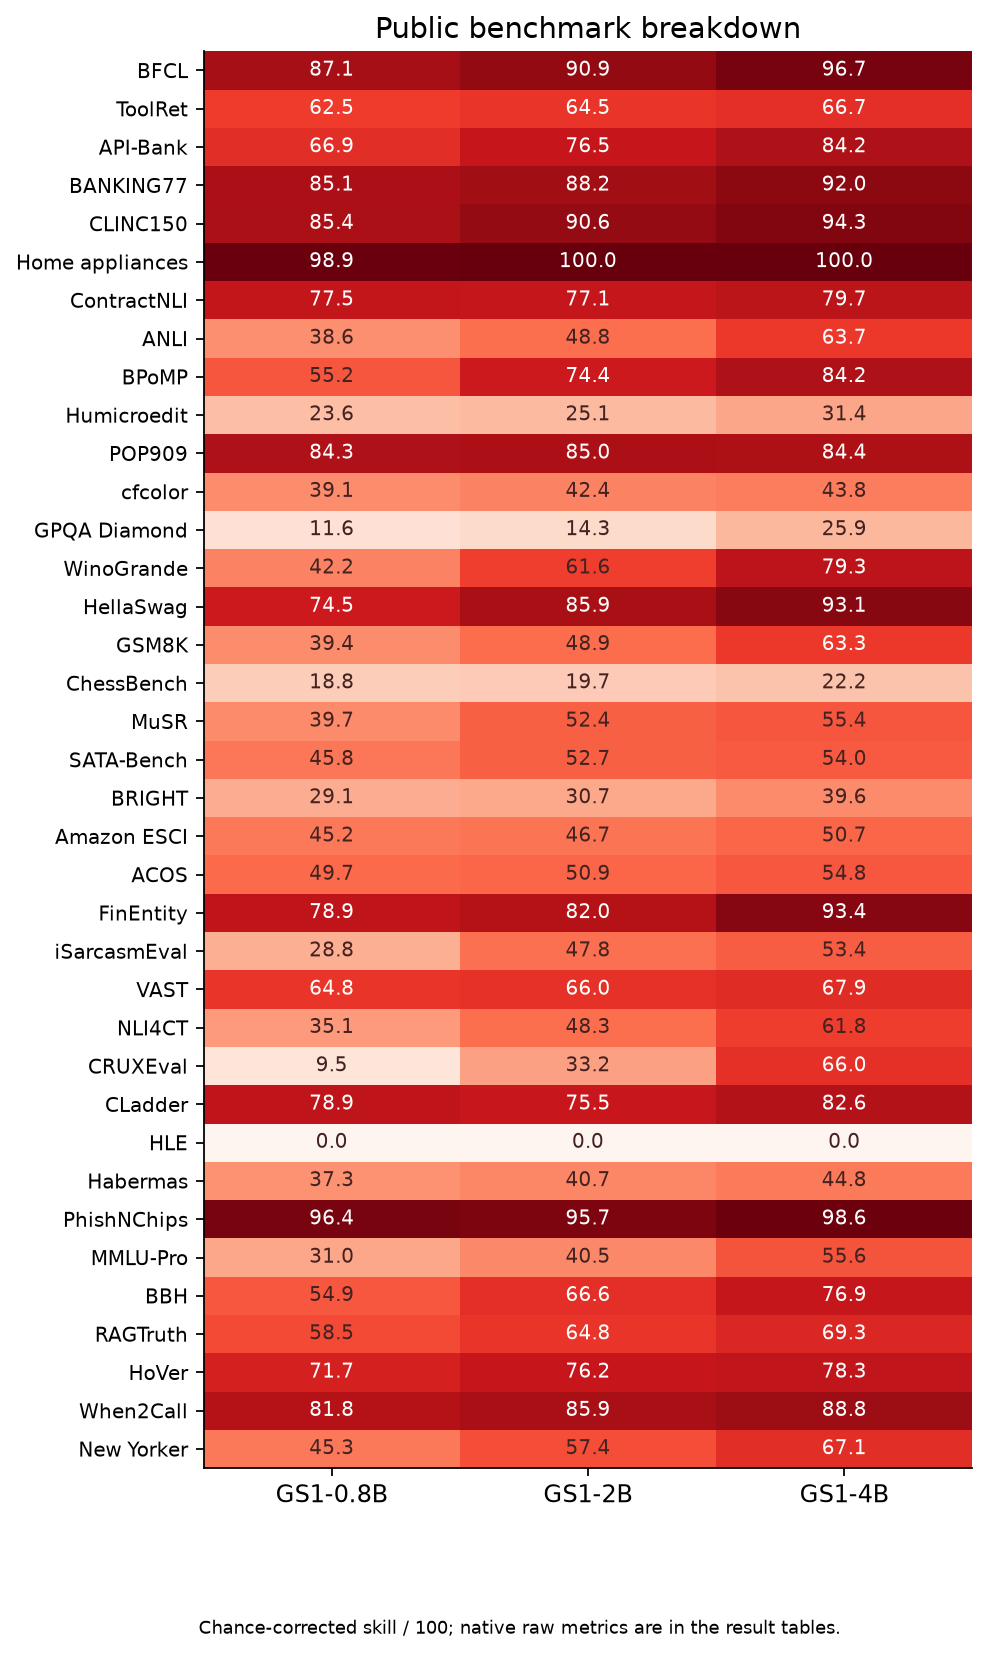 Public benchmark breakdown
BFCL 87.1 90.9 96.7
ToolRet 62.5 64.5 66.7
API-Bank 66.9 76.5 84.2
BANKING77 85.1 88.2 92.0
CLINC150 85.4 90.6 94.3
Home appliances 98.9 100.0 100.0
ContractNLI 77.5 77.1 79.7
ANLI 38.6 48.8 63.7
BPoMP 55.2 74.4 84.2
Humicroedit 23.6 25.1 31.4
POP909 84.3 85.0 84.4
cfcolor 39.1 42.4 43.8
GPQA Diamond 11.6 14.3 25.9
WinoGrande 42.2 61.6 79.3
HellaSwag 74.5 85.9 93.1
GSM8K 39.4 48.9 63.3
ChessBench 18.8 19.7 22.2
MuSR 39.7 52.4 55.4
SATA-Bench 45.8 52.7 54.0
BRIGHT 29.1 30.7 39.6
Amazon ESCI 45.2 46.7 50.7
ACOS 49.7 50.9 54.8
FinEntity 78.9 82.0 93.4
iSarcasmEval 28.8 47.8 53.4
VAST 64.8 66.0 67.9
NLI4CT 35.1 48.3 61.8
CRUXEval 9.5 33.2 66.0
CLadder 78.9 75.5 82.6
HLE 0.0 0.0 0.0
Habermas 37.3 40.7 44.8
PhishNChips 96.4 95.7 98.6
MMLU-Pro 31.0 40.5 55.6
BBH 54.9 66.6 76.9
RAGTruth 58.5 64.8 69.3
HoVer 71.7 76.2 78.3
When2Call 81.8 85.9 88.8
New Yorker 45.3 57.4 67.1
GS1-0.8B GS1-2B GS1-4B
Chance-corrected skill / 100; native raw metrics are in the result tables.